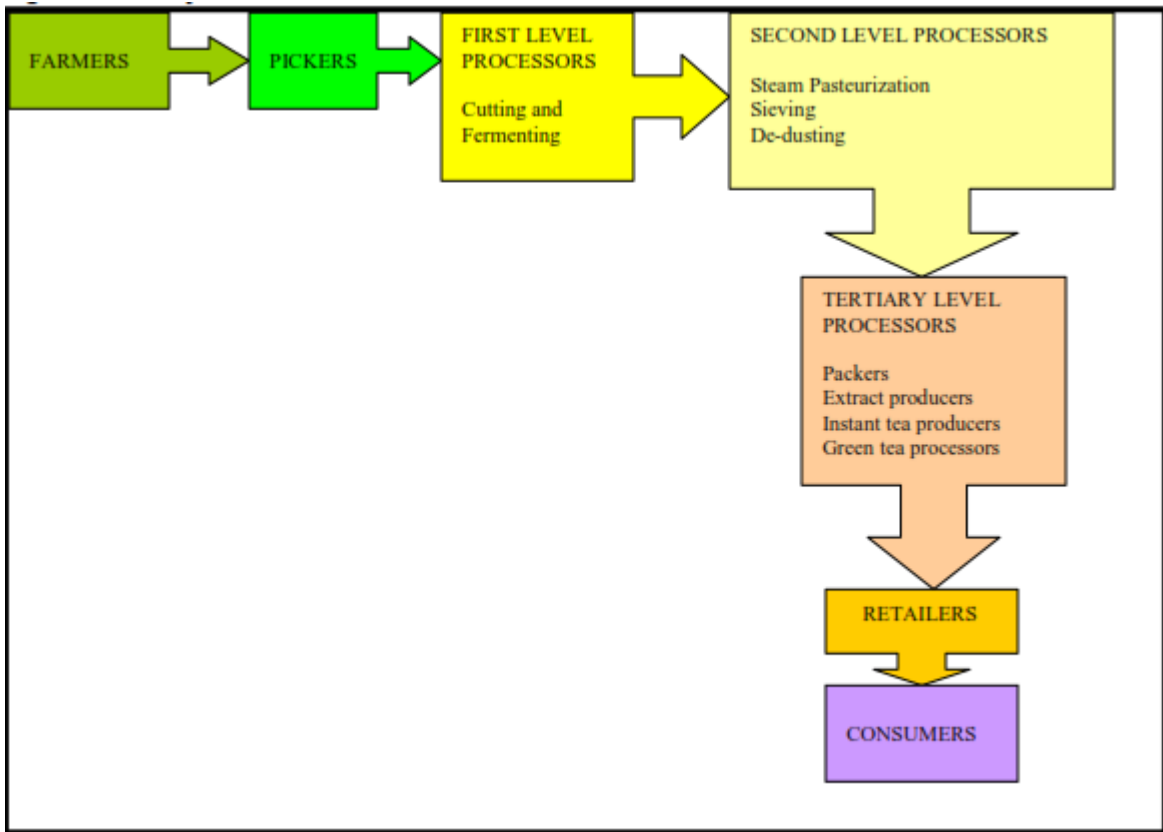 FARMERS
PICKERS
FIRST LEVEL
PROCESSORS
Cutting and
Fermenting
SECOND LEVEL PROCESSORS
Steam Pasteurization
Sieving
De-dusting
TERTIARY LEVEL
PROCESSORS
Packers
Extract producers
Instant tea producers
Green tea processors
RETAILERS
CONSUMERS